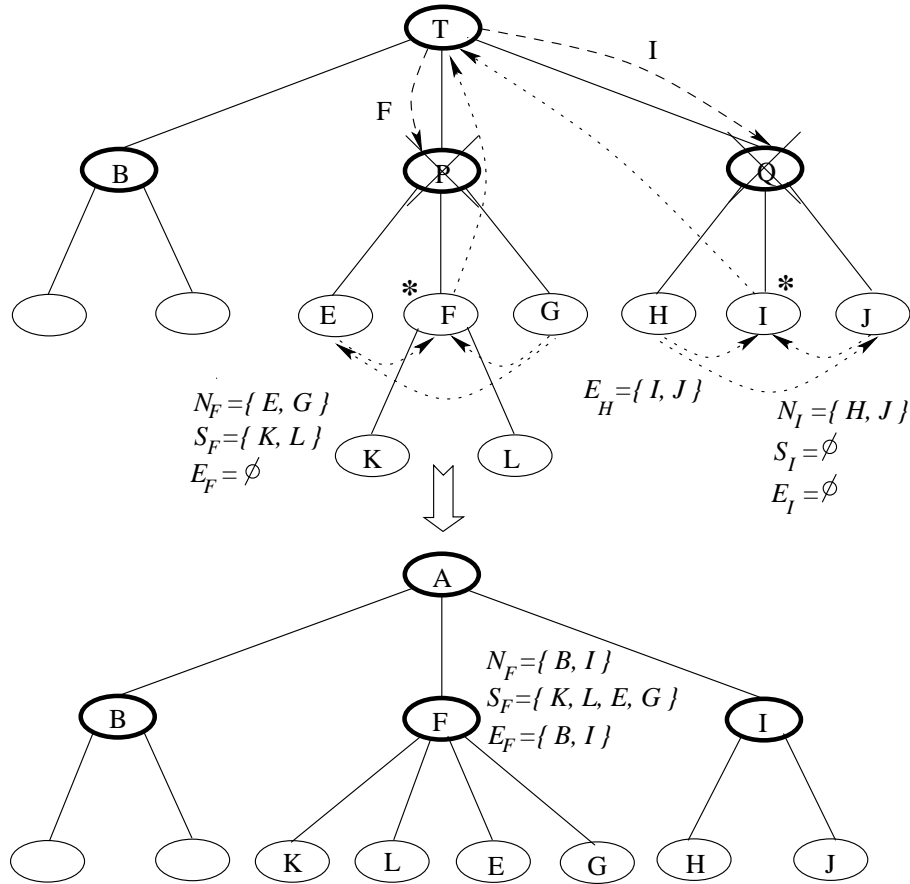 T
I
F
B
P
Q
*
*
E
F
G
H
I
J
N_F={ E, G }
S_F={ K, L }
E_F=∅
E_H={ I, J }
N_I={ H, J }
S_I=∅
E_I=∅
K
L
A
N_F={ B, I }
S_F={ K, L, E, G }
E_F={ B, I }
B
F
I
K
L
E
G
H
J